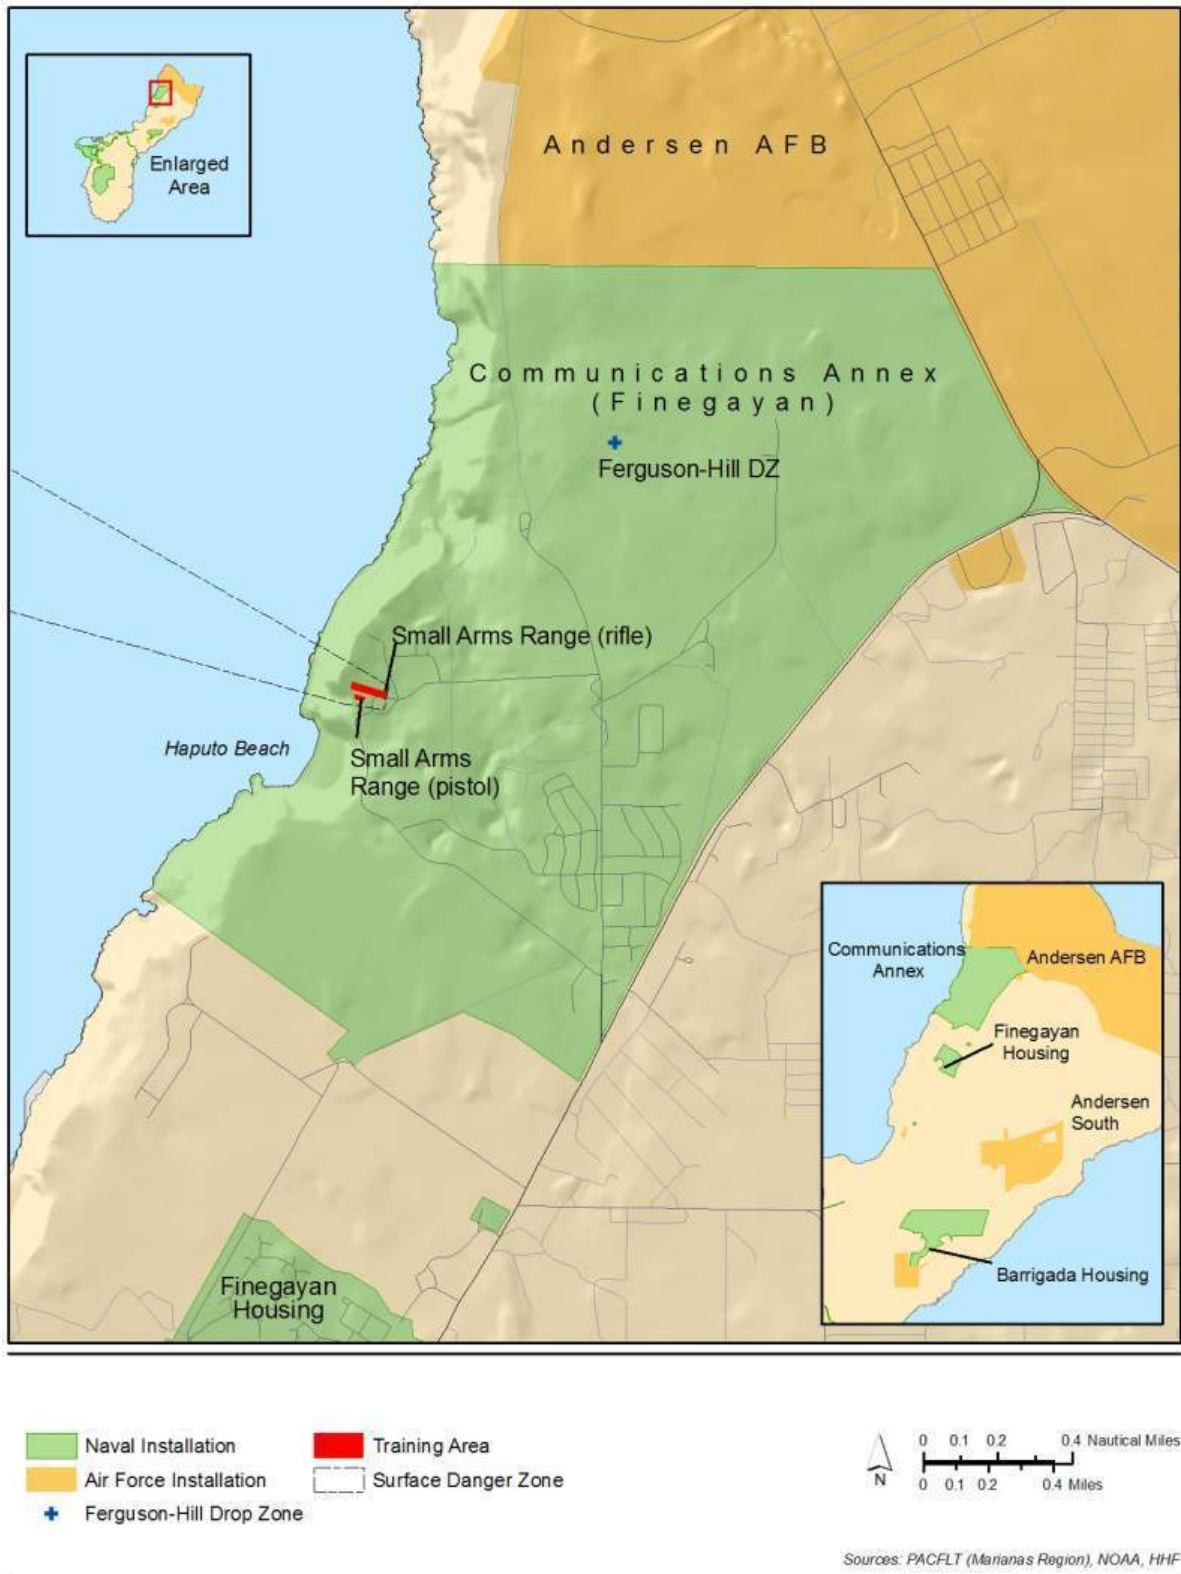 Enlarged
Area
Andersen AFB
Communications Annex
(Finegayan)
Ferguson-Hill DZ
Small Arms Range (rifle)
Haputo Beach
Small Arms
Range (pistol)
Communications
Annex
Andersen AFB
Finegayan
Housing
Andersen
South
Barrigada Housing
Finegayan
Housing
Naval Installation
Air Force Installation
Ferguson-Hill Drop Zone
Training Area
Surface Danger Zone
N
0 0.1 0.2 0.4 Nautical Miles
0 0.1 0.2 0.4 Miles
Sources: PACFLT (Marianas Region), NOAA, HHF